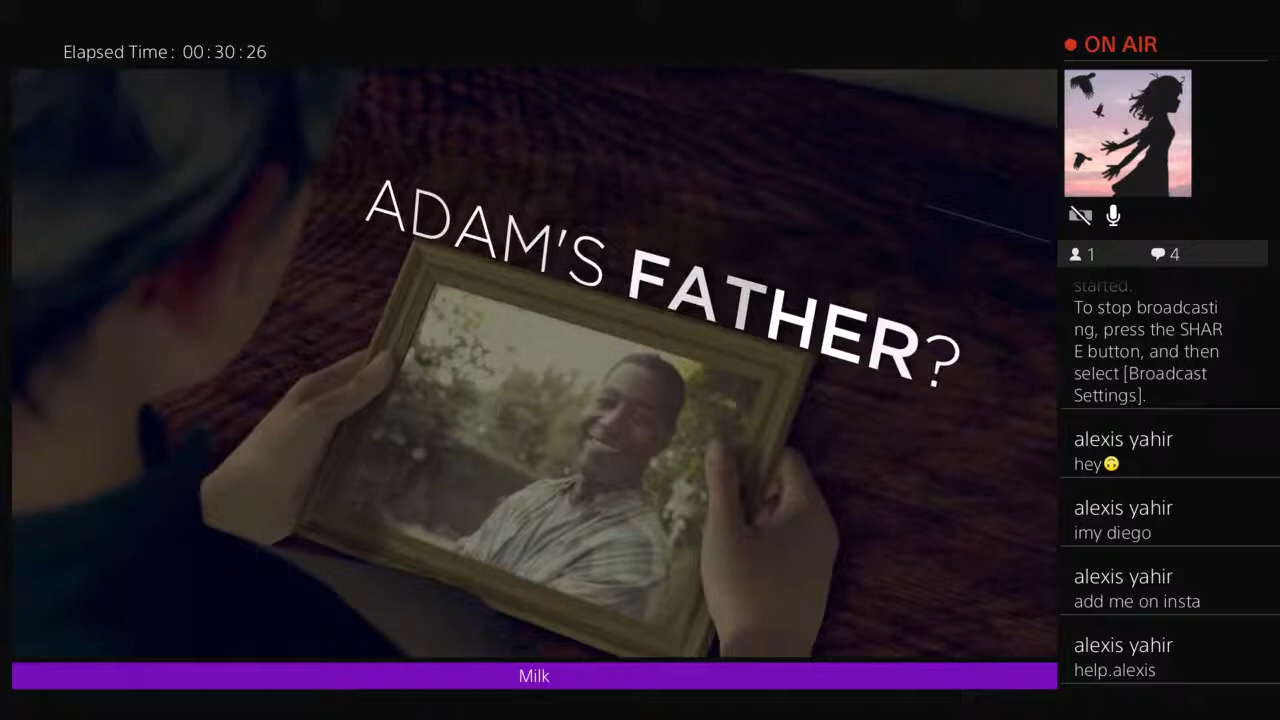 Elapsed Time: 00:30:26
ON AIR
ADAM'S FATHER?
1
4
started.
To stop broadcasti
ng, press the SHAR
E button, and then
select [Broadcast
Settings].
alexis yahir
hey🙃
alexis yahir
imy diego
alexis yahir
add me on insta
alexis yahir
help.alexis
Milk